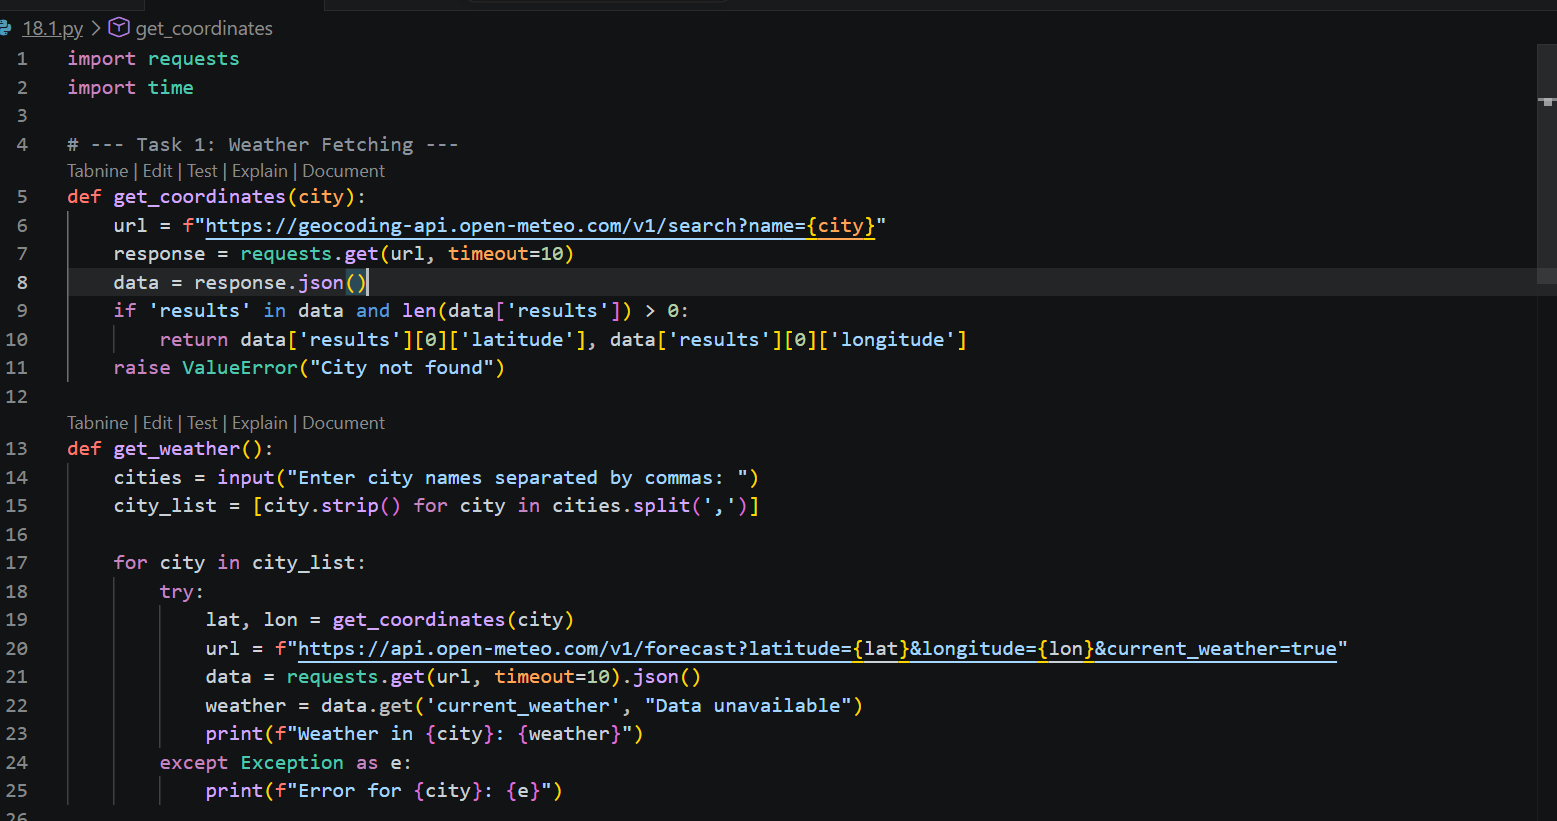 18.1.py > get_coordinates
1 import requests
2 import time
3
4 # --- Task 1: Weather Fetching ---
Tabnine | Edit | Test | Explain | Document
5 def get_coordinates(city):
6     url = f"https://geocoding-api.open-meteo.com/v1/search?name={city}"
7     response = requests.get(url, timeout=10)
8     data = response.json()
9     if 'results' in data and len(data['results']) > 0:
10         return data['results'][0]['latitude'], data['results'][0]['longitude']
11     raise ValueError("City not found")
12
Tabnine | Edit | Test | Explain | Document
13 def get_weather():
14     cities = input("Enter city names separated by commas: ")
15     city_list = [city.strip() for city in cities.split(',')]
16
17     for city in city_list:
18         try:
19             lat, lon = get_coordinates(city)
20             url = f"https://api.open-meteo.com/v1/forecast?latitude={lat}&longitude={lon}&current_weather=true"
21             data = requests.get(url, timeout=10).json()
22             weather = data.get('current_weather', "Data unavailable")
23             print(f"Weather in {city}: {weather}")
24         except Exception as e:
25             print(f"Error for {city}: {e}")
26